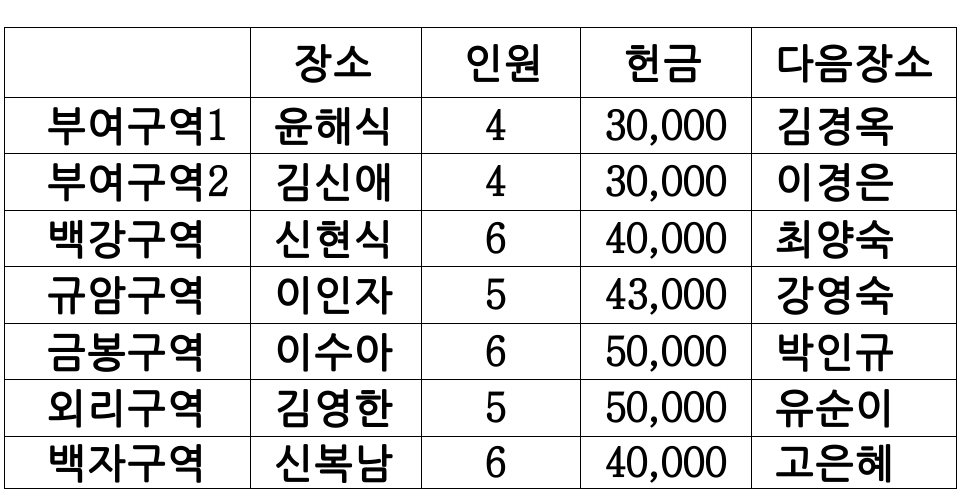 장소 인원 헌금 다음장소
부여구역1 윤해식 4 30,000 김경옥
부여구역2 김신애 4 30,000 이경은
백강구역 신현식 6 40,000 최양숙
규암구역 이인자 5 43,000 강영숙
금봉구역 이수아 6 50,000 박인규
외리구역 김영한 5 50,000 유순이
백자구역 신복남 6 40,000 고은혜